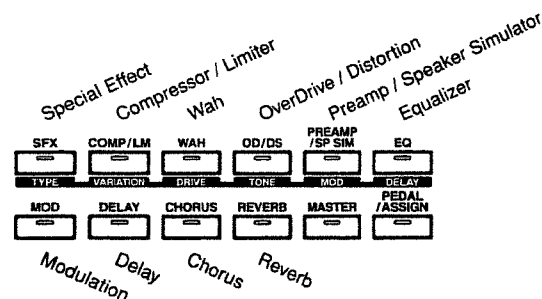 Special Effect
Compressor / Limiter
Wah
OverDrive / Distortion
Preamp / Speaker Simulator
Equalizer
SFX COMP/LM WAH OD/DS PREAMP /SP SIM EQ
TYPE VARIATION DRIVE TONE MOD DELAY
MOD DELAY CHORUS REVERB MASTER PEDAL /ASSIGN
Modulation
Delay
Chorus
Reverb